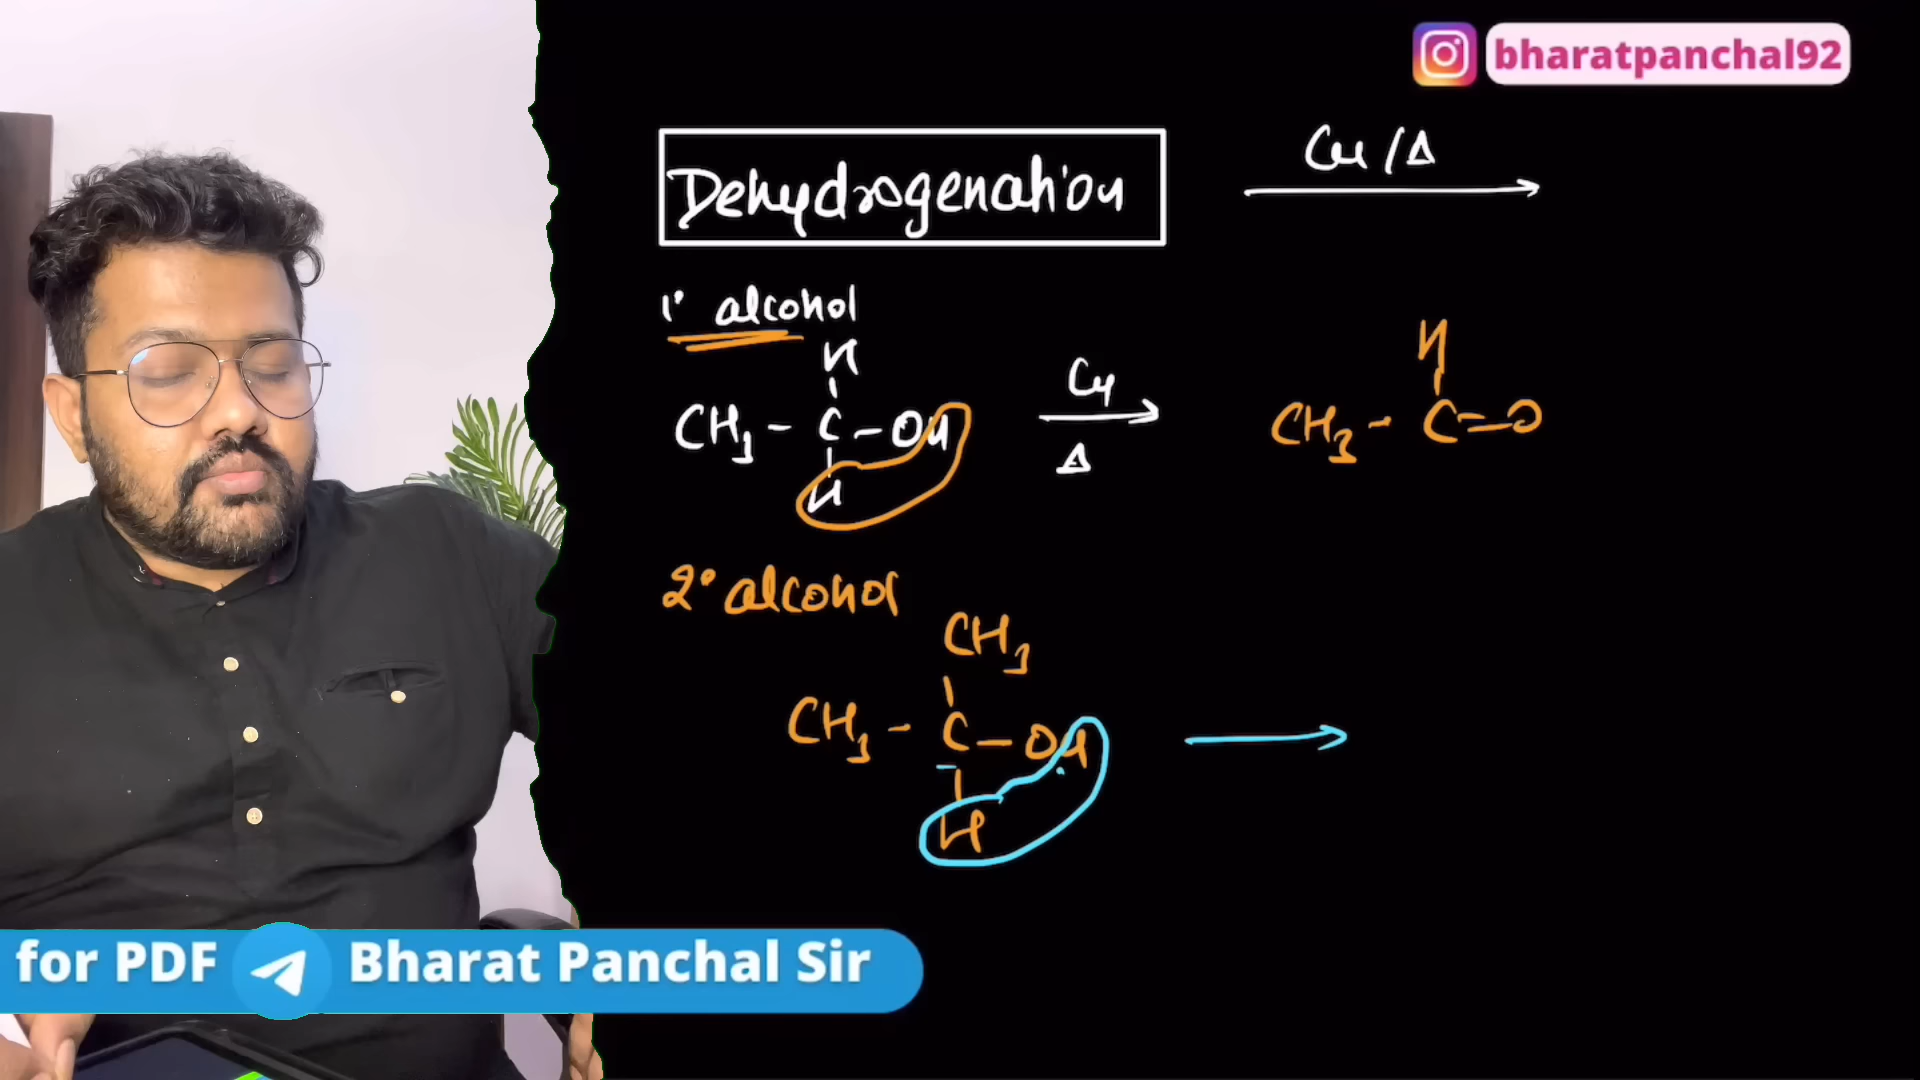 bharatpanchal92
Dehydrogenation
Cu / Δ
1° alcohol
H
CH3 - C - OH
H
Cu
Δ
H
CH3 - C = O
2° alcohol
CH3
CH3 - C - OH
H
for PDF Bharat Panchal Sir